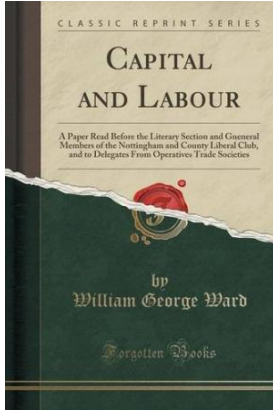 CLASSIC REPRINT SERIES
CAPITAL
AND LABOUR
A Paper Read Before the Literary Section and Gneneral
Members of the Nottingham and County Liberal Club,
and to Delegates From Operatives Trade Societies
by
William George Ward
Forgotten Books